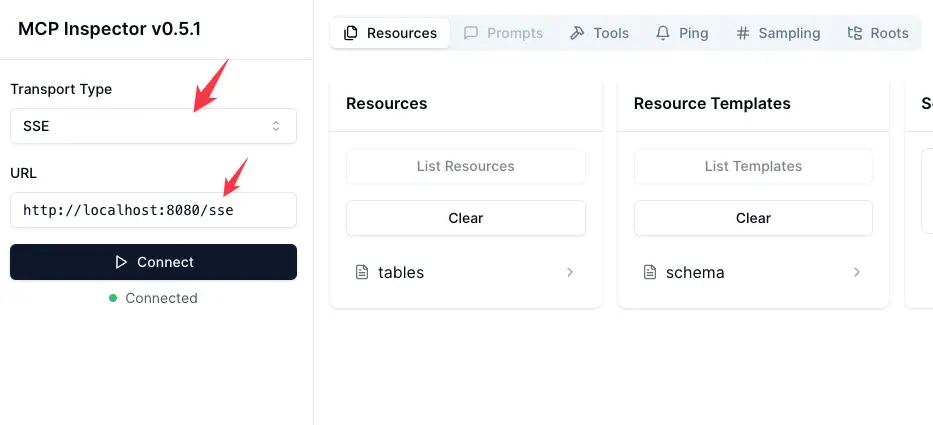 MCP Inspector v0.5.1
Transport Type
SSE
URL
http://localhost:8080/sse
Connect
Connected
Resources
Prompts
Tools
Ping
Sampling
Roots
Resources
List Resources
Clear
tables
Resource Templates
List Templates
Clear
schema